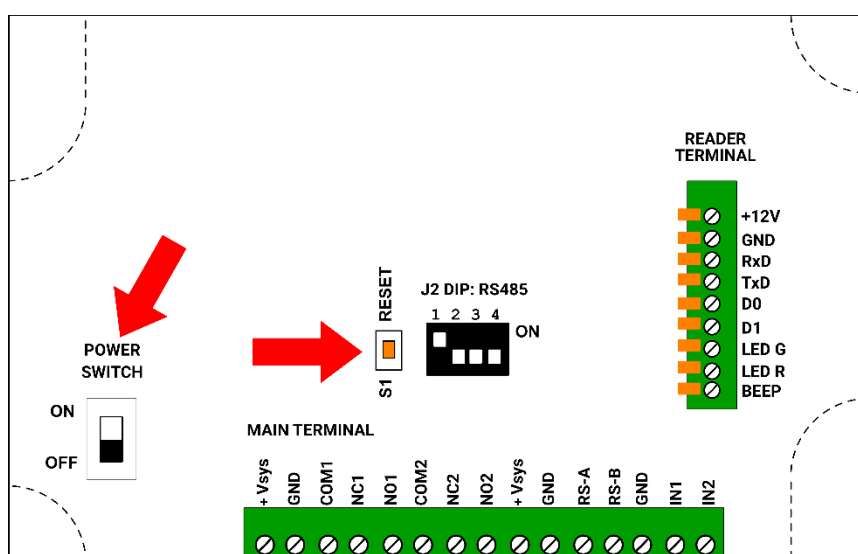 READER
TERMINAL
+12V
GND
RxD
TxD
D0
D1
LED G
LED R
BEEP
RESET
S1
J2 DIP: RS485
1 2 3 4
ON
POWER
SWITCH
ON
OFF
MAIN TERMINAL
+Vsys
GND
COM1
NC1
NO1
COM2
NC2
NO2
+Vsys
GND
RS-A
RS-B
GND
IN1
IN2